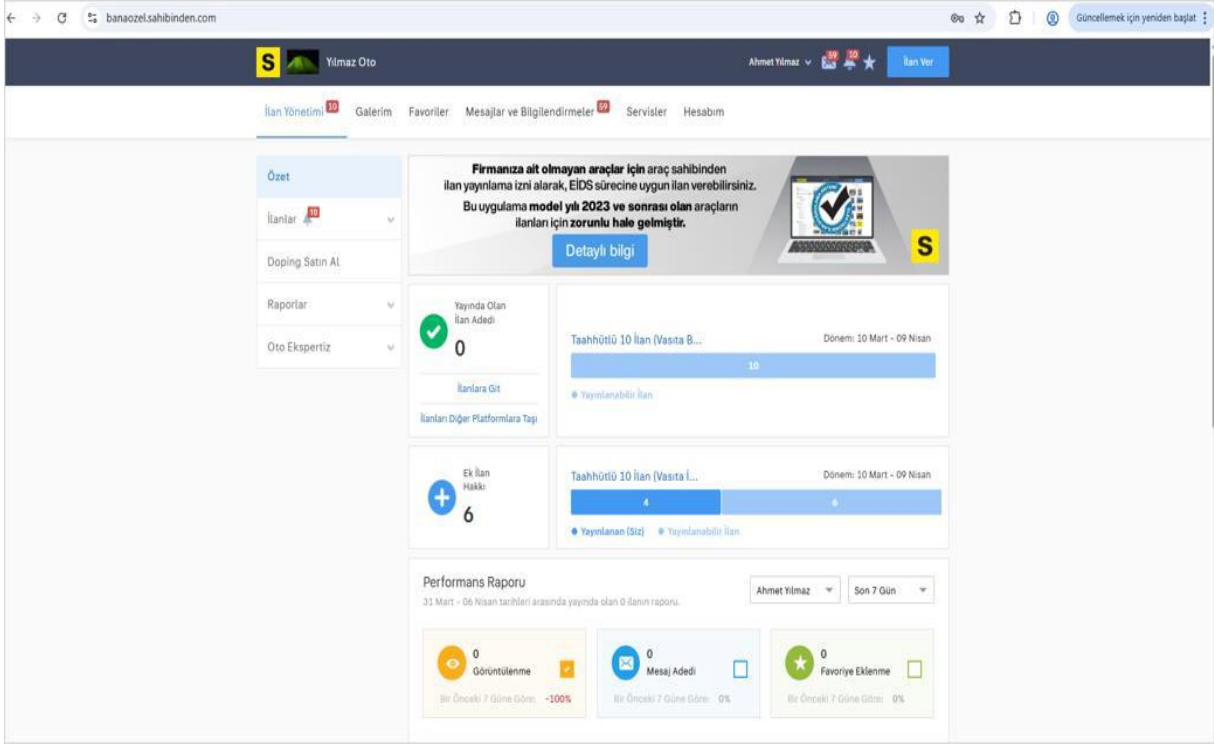 banaozel.sahibinden.com
Güncellemek için yeniden başlat
S
Yılmaz Oto
Ahmet Yılmaz
59
10
İlan Ver
İlan Yönetimi 10
Galerim
Favoriler
Mesajlar ve Bilgilendirmeler 59
Servisler
Hesabım
Özet
İlanlar 10
Doping Satın Al
Raporlar
Oto Ekspertiz
Firmanıza ait olmayan araçlar için araç sahibinden
ilan yayınlama izni alarak, EİDS sürecine uygun ilan verebilirsiniz.
Bu uygulama model yılı 2023 ve sonrası olan araçların
ilanları için zorunlu hale gelmiştir.
Detaylı bilgi
S
Yayında Olan
İlan Adedi
0
İlanlara Git
İlanları Diğer Platformlara Taşı
Taahhütlü 10 İlan (Vasıta B...
Dönem: 10 Mart - 09 Nisan
10
Yayınlanabilir İlan
Ek İlan
Hakkı
6
Taahhütlü 10 İlan (Vasıta İ...
Dönem: 10 Mart - 09 Nisan
4
6
Yayınlanan (Siz)
Yayınlanabilir İlan
Performans Raporu
31 Mart - 06 Nisan tarihleri arasında yayında olan 0 ilanın raporu.
Ahmet Yılmaz
Son 7 Gün
0
Görüntülenme
Bir Önceki 7 Güne Göre: -100%
0
Mesaj Adedi
Bir Önceki 7 Güne Göre: 0%
0
Favoriye Eklenme
Bir Önceki 7 Güne Göre: 0%